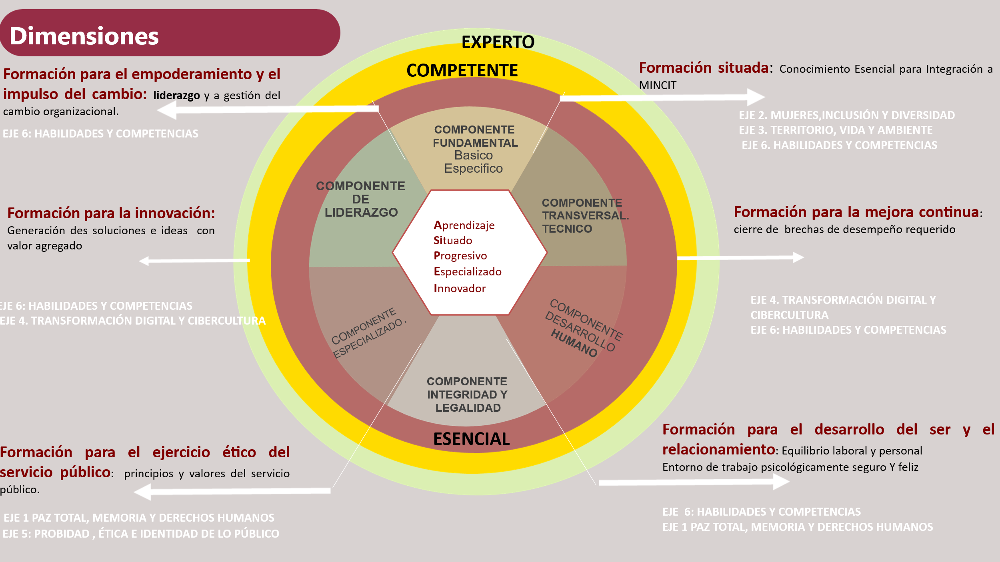 Dimensiones
Formación para el empoderamiento y el
impulso del cambio: liderazgo y a gestión del
cambio organizacional.
EJE 6: HABILIDADES Y COMPETENCIAS
Formación para la innovación:
Generación des soluciones e ideas con
valor agregado
EJE 6: HABILIDADES Y COMPETENCIAS
EJE 4. TRANSFORMACIÓN DIGITAL Y CIBERCULTURA
Formación para el ejercicio ético del
servicio público: principios y valores del servicio
público.
EJE 1 PAZ TOTAL, MEMORIA Y DERECHOS HUMANOS
EJE 5: PROBIDAD , ÉTICA E IDENTIDAD DE LO PÚBLICO
EXPERTO
COMPETENTE
COMPONENTE
FUNDAMENTAL
Basico
Especifico
COMPONENTE
DE
LIDERAZGO
COMPONENTE
TRANSVERSAL.
TECNICO
Aprendizaje
Situado
Progresivo
Especializado
Innovador
COMPONENTE
ESPECIALIZADO .
COMPONENTE
DESARROLLO
HUMANO
COMPONENTE
INTEGRIDAD Y
LEGALIDAD
ESENCIAL
Formación situada: Conocimiento Esencial para Integración a
MINCIT
EJE 2. MUJERES,INCLUSIÓN Y DIVERSIDAD
EJE 3. TERRITORIO, VIDA Y AMBIENTE
EJE 6. HABILIDADES Y COMPETENCIAS
Formación para la mejora continua:
cierre de brechas de desempeño requerido
EJE 4. TRANSFORMACIÓN DIGITAL Y
CIBERCULTURA
EJE 6: HABILIDADES Y COMPETENCIAS
Formación para el desarrollo del ser y el
relacionamiento: Equilibrio laboral y personal
Entorno de trabajo psicológicamente seguro Y feliz
EJE 6: HABILIDADES Y COMPETENCIAS
EJE 1 PAZ TOTAL, MEMORIA Y DERECHOS HUMANOS